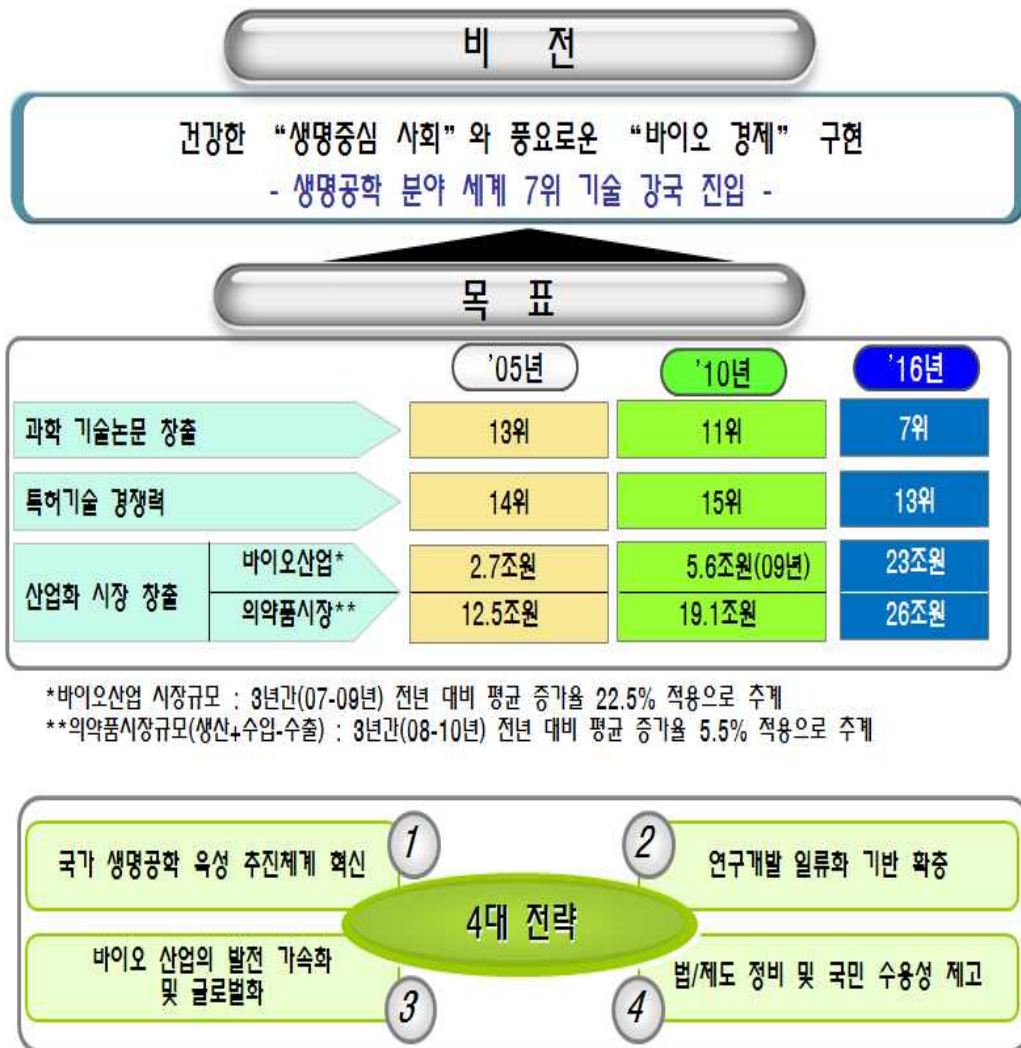 비 전
건강한 “생명중심 사회”와 풍요로운 “바이오 경제” 구현
- 생명공학 분야 세계 7위 기술 강국 진입 -
목 표
’05년 ’10년 ’16년
과학 기술논문 창출 13위 11위 7위
특허기술 경쟁력 14위 15위 13위
산업화 시장 창출
바이오산업* 2.7조원 5.6조원(09년) 23조원
의약품시장** 12.5조원 19.1조원 26조원
*바이오산업 시장규모 : 3년간(07-09년) 전년 대비 평균 증가율 22.5% 적용으로 추계
**의약품시장규모(생산+수입-수출) : 3년간(08-10년) 전년 대비 평균 증가율 5.5% 적용으로 추계
4대 전략
1
국가 생명공학 육성 추진체계 혁신
2
연구개발 일류화 기반 확충
3
바이오 산업의 발전 가속화
및 글로벌화
4
법/제도 정비 및 국민 수용성 제고